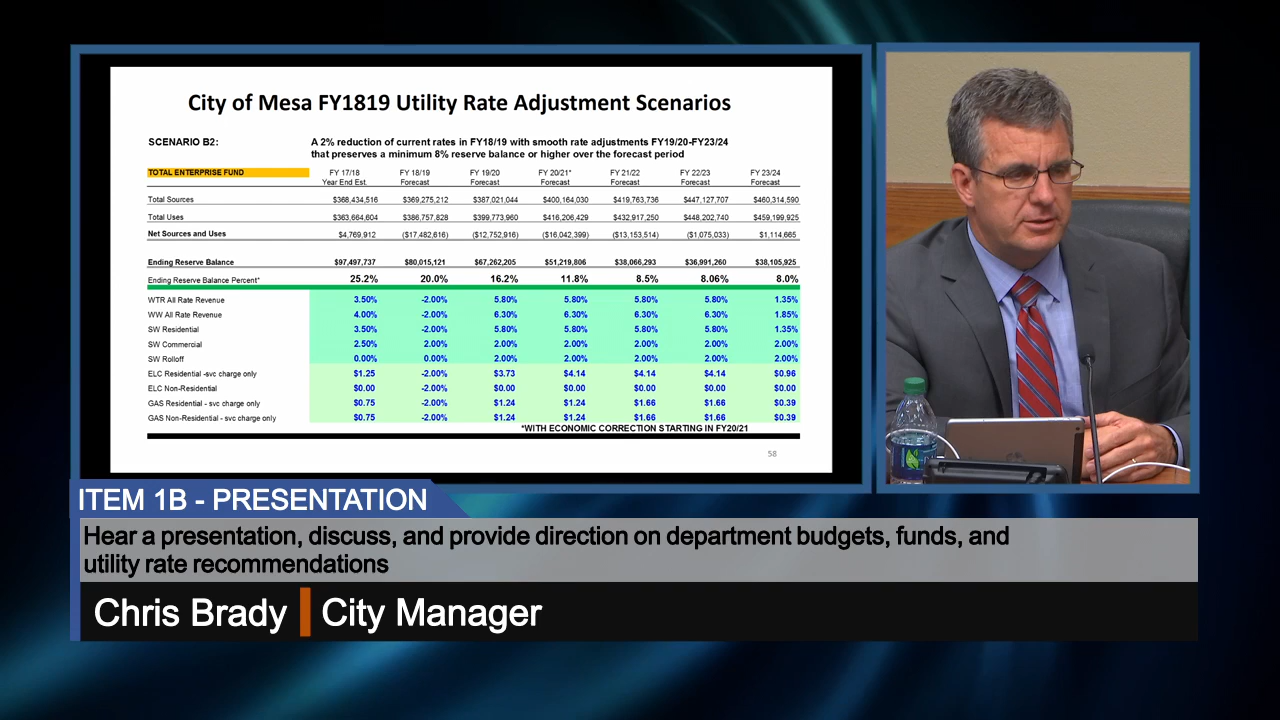 City of Mesa FY1819 Utility Rate Adjustment Scenarios
SCENARIO B2: A 2% reduction of current rates in FY18/19 with smooth rate adjustments FY19/20-FY23/24
that preserves a minimum 8% reserve balance or higher over the forecast period
TOTAL ENTERPRISE FUND FY 17/18 FY 18/19 FY 19/20 FY 20/21* FY 21/22 FY 22/23 FY 23/24
Year End Est. Forecast Forecast Forecast Forecast Forecast Forecast
Total Sources $368,434,516 $369,275,212 $387,021,044 $400,164,030 $419,763,736 $447,127,707 $460,314,590
Total Uses $363,664,604 $386,757,828 $399,773,960 $416,206,429 $432,917,250 $448,202,740 $459,199,925
Net Sources and Uses $4,769,912 ($17,482,616) ($12,752,916) ($16,042,399) ($13,153,514) ($1,075,033) $1,114,665
Ending Reserve Balance $97,497,737 $80,015,121 $67,262,205 $51,219,806 $38,066,293 $36,991,260 $38,105,925
Ending Reserve Balance Percent* 25.2% 20.0% 16.2% 11.8% 8.5% 8.06% 8.0%
WTR All Rate Revenue 3.50% -2.00% 5.80% 5.80% 5.80% 5.80% 1.35%
WW All Rate Revenue 4.00% -2.00% 6.30% 6.30% 6.30% 6.30% 1.85%
SW Residential 3.50% -2.00% 5.80% 5.80% 5.80% 5.80% 1.35%
SW Commercial 2.50% 2.00% 2.00% 2.00% 2.00% 2.00% 2.00%
SW Rolloff 0.00% 0.00% 2.00% 2.00% 2.00% 2.00% 2.00%
ELC Residential -svc charge only $1.25 -2.00% $3.73 $4.14 $4.14 $4.14 $0.96
ELC Non-Residential $0.00 -2.00% $0.00 $0.00 $0.00 $0.00 $0.00
GAS Residential - svc charge only $0.75 -2.00% $1.24 $1.24 $1.66 $1.66 $0.39
GAS Non-Residential - svc charge only $0.75 -2.00% $1.24 $1.24 $1.66 $1.66 $0.39
*WITH ECONOMIC CORRECTION STARTING IN FY20/21
58
ITEM 1B - PRESENTATION
Hear a presentation, discuss, and provide direction on department budgets, funds, and
utility rate recommendations
Chris Brady City Manager